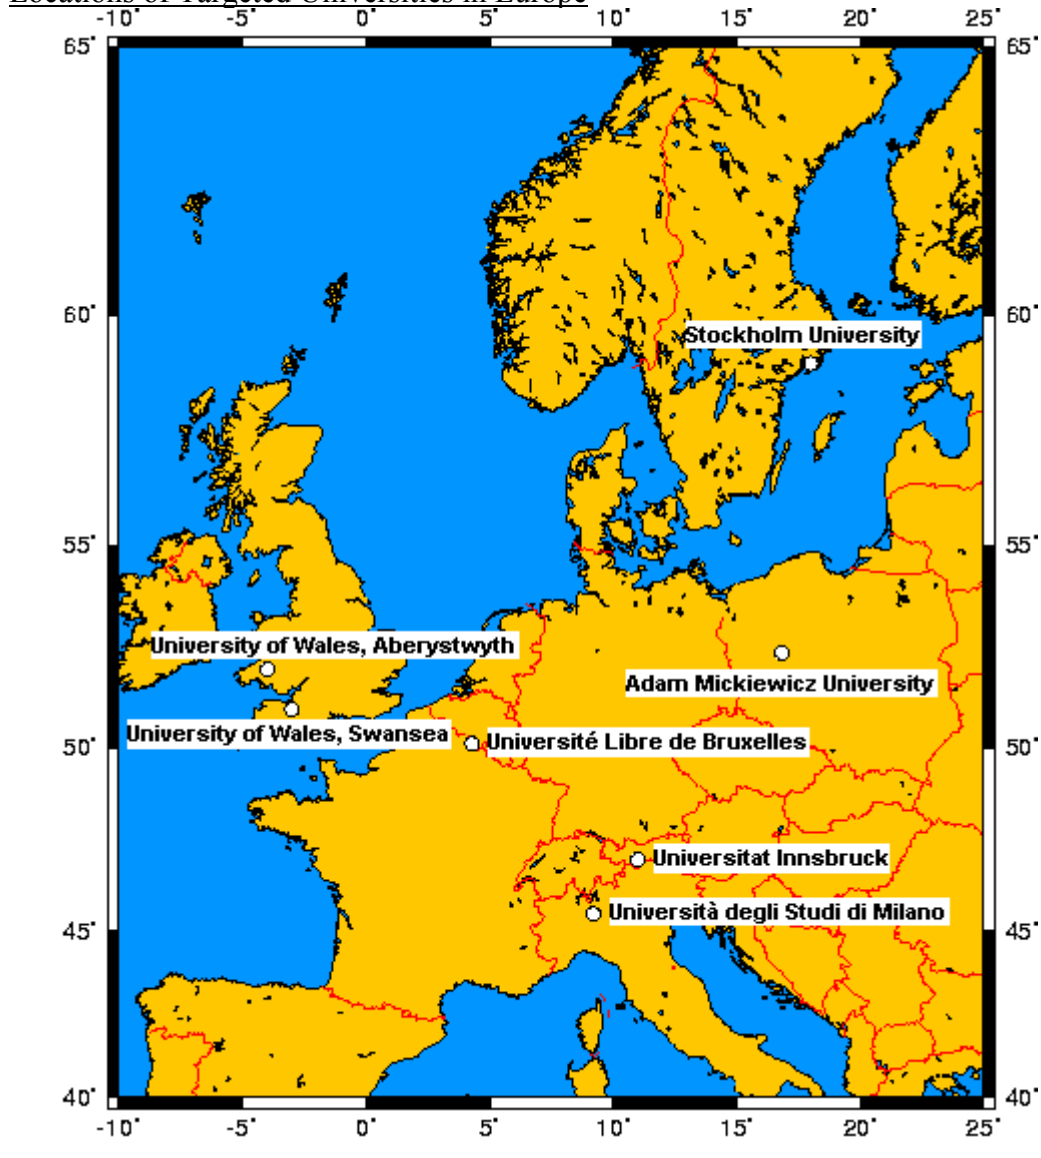 Locations of Targeted Universities in Europe
-10° -5° 0° 5° 10° 15° 20° 25°
65° 65°
60° 60°
Stockholm University
55° 55°
University of Wales, Aberystwyth
Adam Mickiewicz University
University of Wales, Swansea
Université Libre de Bruxelles
50° 50°
Universitat Innsbruck
Università degli Studi di Milano
45° 45°
40° 40°
-10° -5° 0° 5° 10° 15° 20° 25°